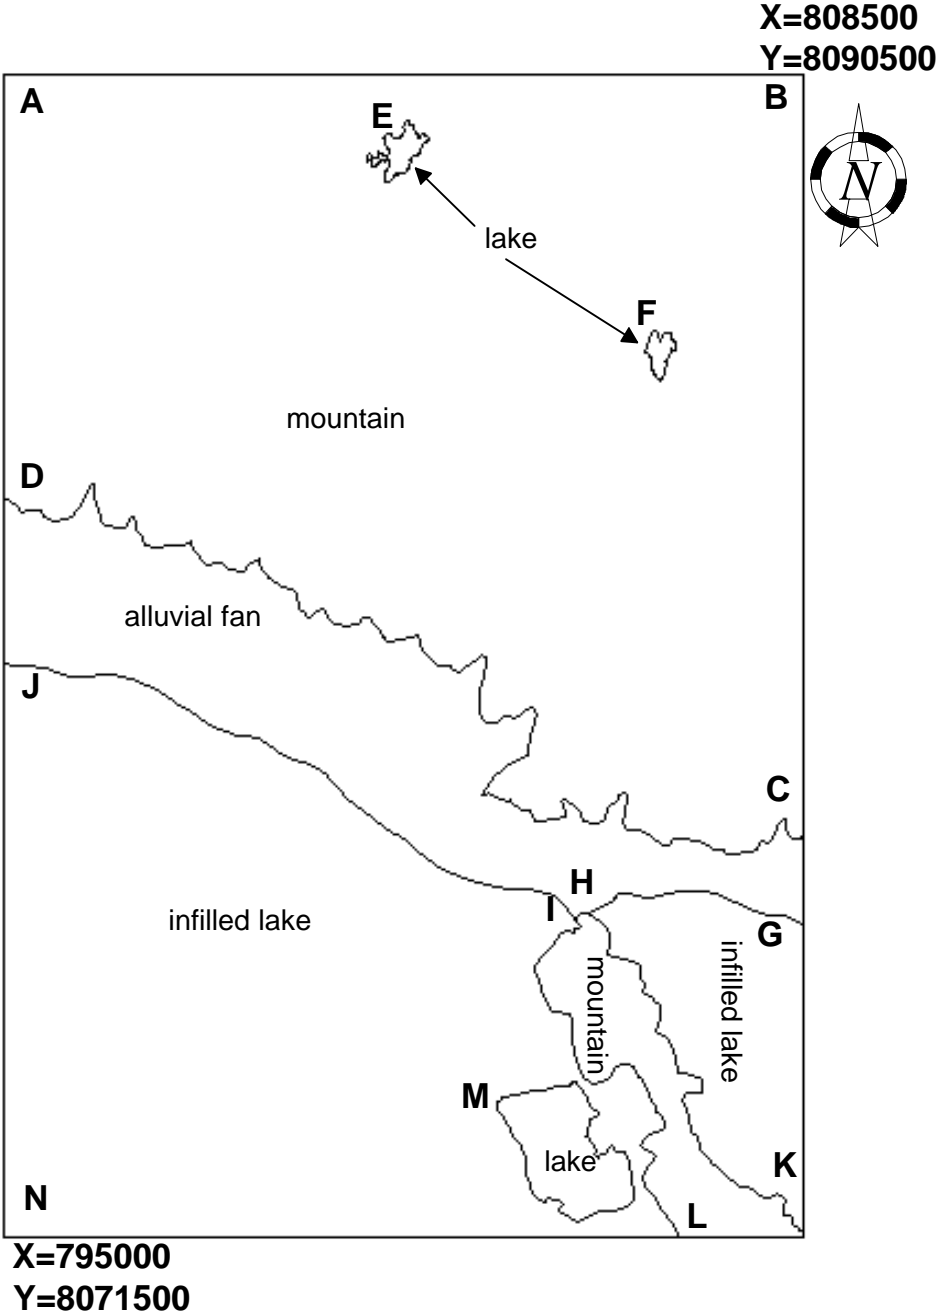 X=808500
Y=8090500
A
B
E
N
lake
F
mountain
D
alluvial fan
J
C
H
I
infilled lake
G
infilled lake
mountain
M
lake
K
N
L
X=795000
Y=8071500